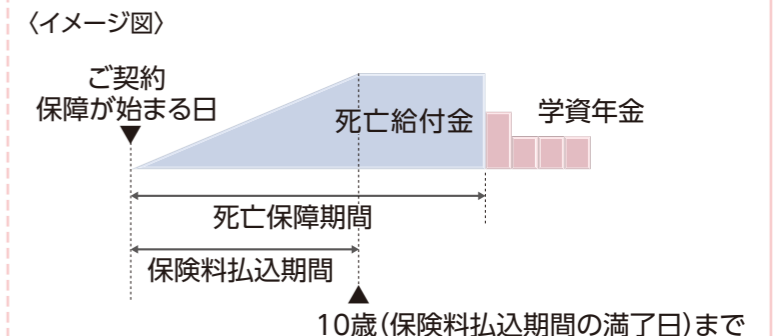 〈イメージ図〉
ご契約
保障が始まる日
死亡給付金
学資年金
死亡保障期間
保険料払込期間
10歳(保険料払込期間の満了日)まで